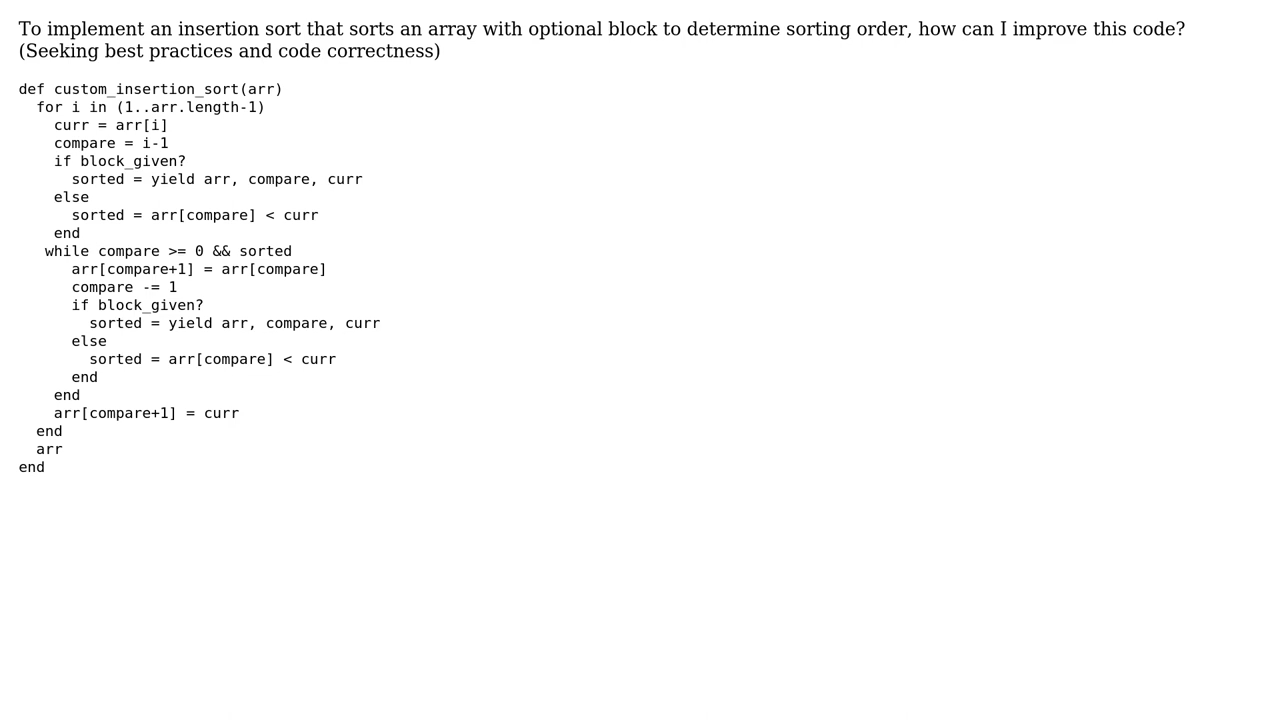 To implement an insertion sort that sorts an array with optional block to determine sorting order, how can I improve this code?
(Seeking best practices and code correctness)
def custom_insertion_sort(arr)
  for i in (1..arr.length-1)
    curr = arr[i]
    compare = i-1
    if block_given?
      sorted = yield arr, compare, curr
    else
      sorted = arr[compare] < curr
    end
   while compare >= 0 && sorted
      arr[compare+1] = arr[compare]
      compare -= 1
      if block_given?
        sorted = yield arr, compare, curr
      else
        sorted = arr[compare] < curr
      end
    end
    arr[compare+1] = curr
  end
  arr
end